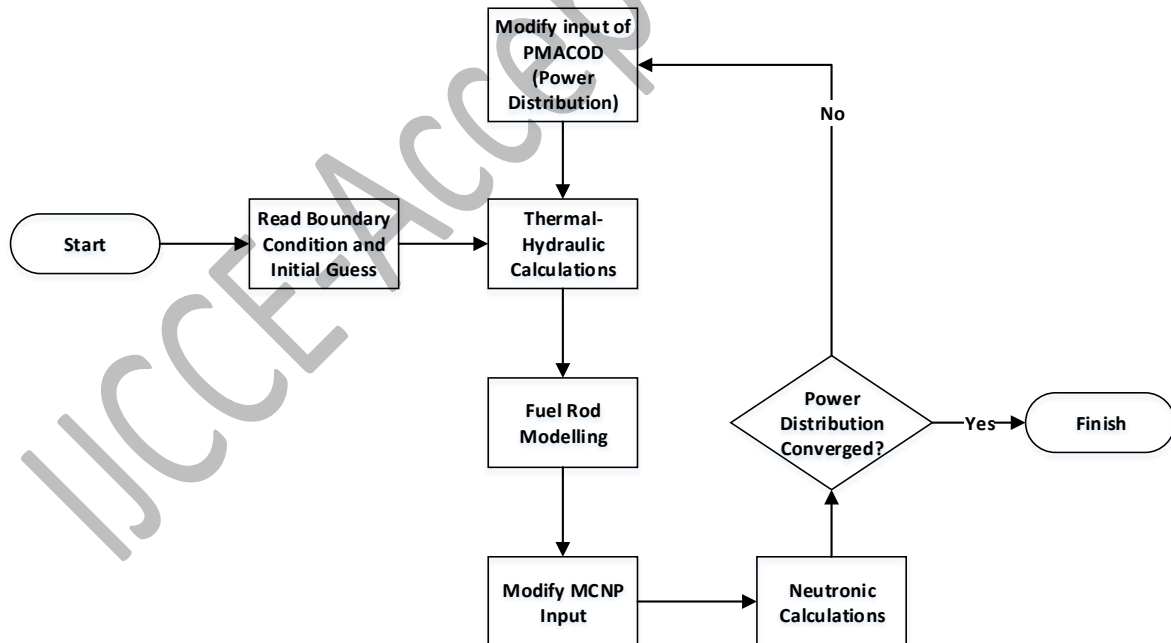 Modify input of
PMACOD
(Power
Distribution)
No
Start
Read Boundary
Condition and
Initial Guess
Thermal-
Hydraulic
Calculations
Fuel Rod
Modelling
Power
Distribution
Converged?
Yes
Finish
Modify MCNP
Input
Neutronic
Calculations
IJCCE-Accep